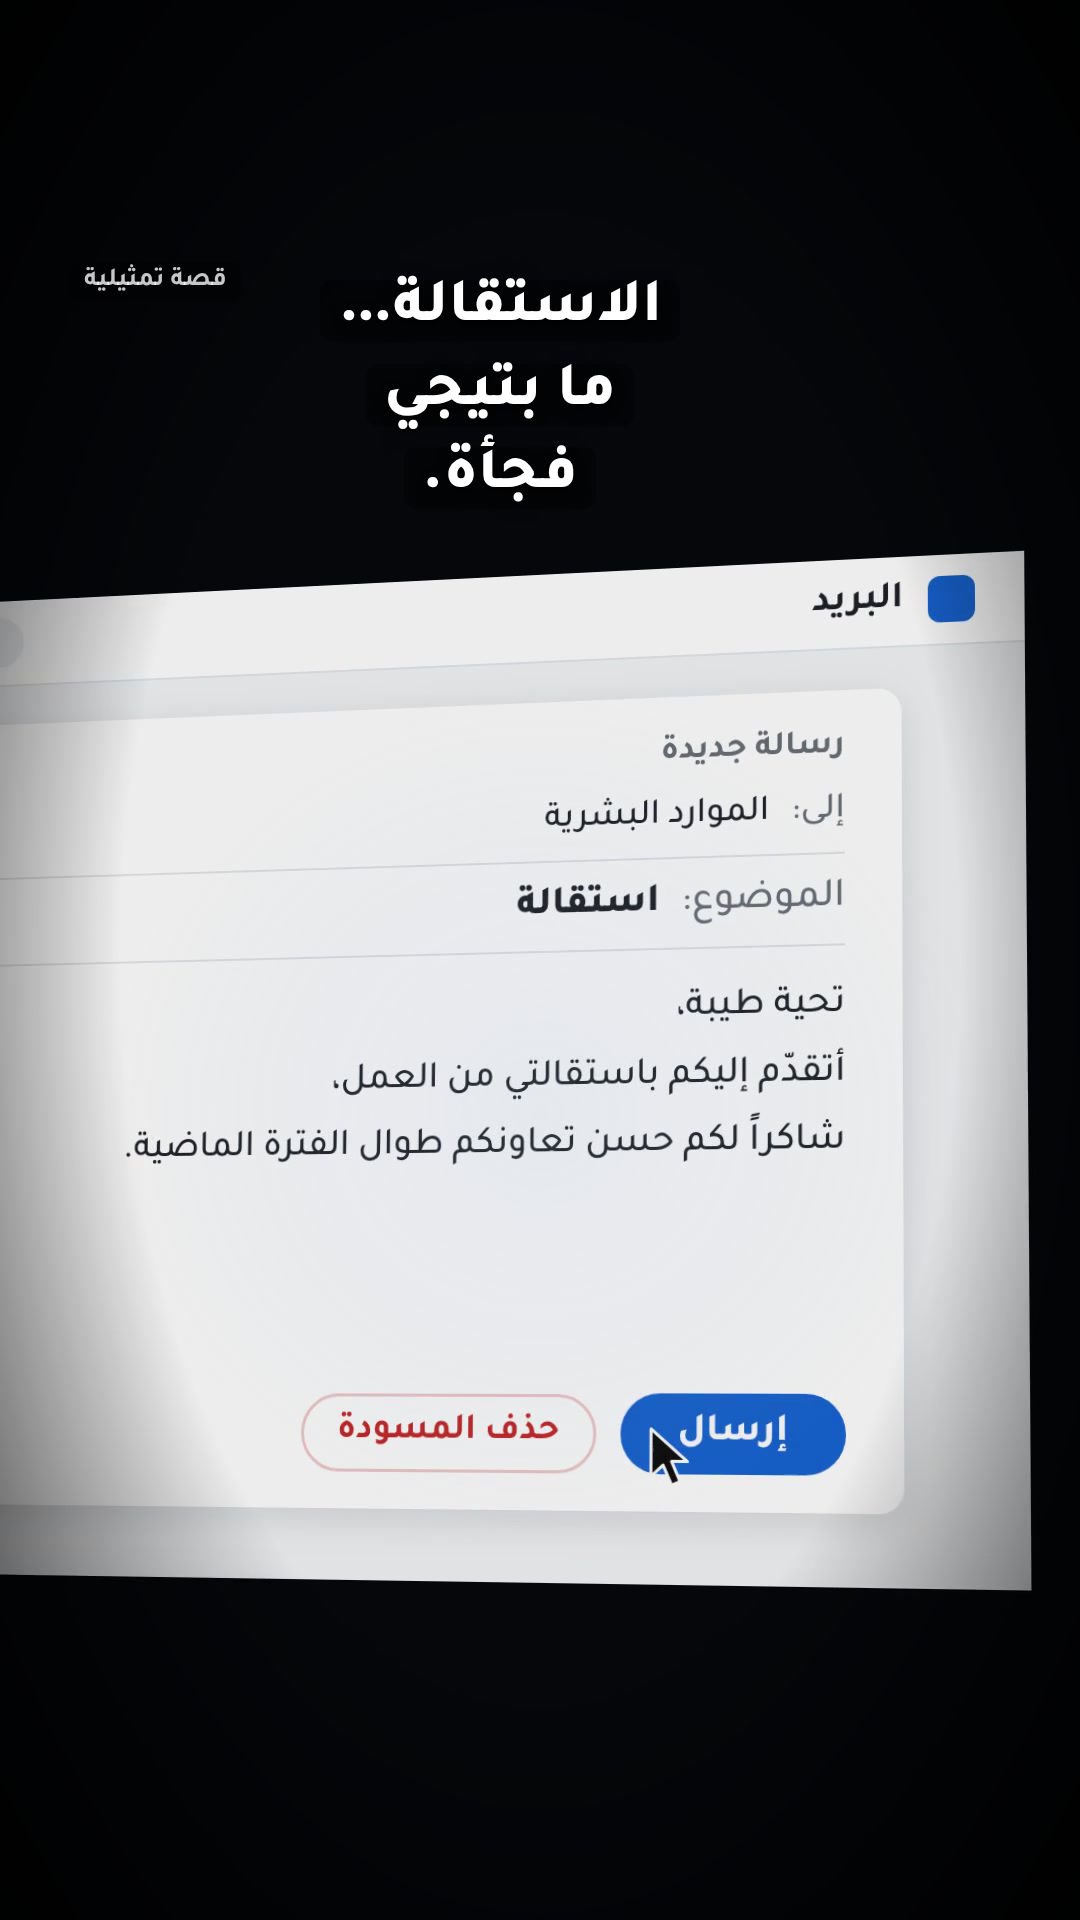 قصة تمثيلية
الاستقالة...
ما بتيجي
فجأة.
البريد
رسالة جديدة
إلى: الموارد البشرية
الموضوع: استقالة
تحية طيبة،
أتقدّم إليكم باستقالتي من العمل،
شاكراً لكم حسن تعاونكم طوال الفترة الماضية.
إرسال
حذف المسودة